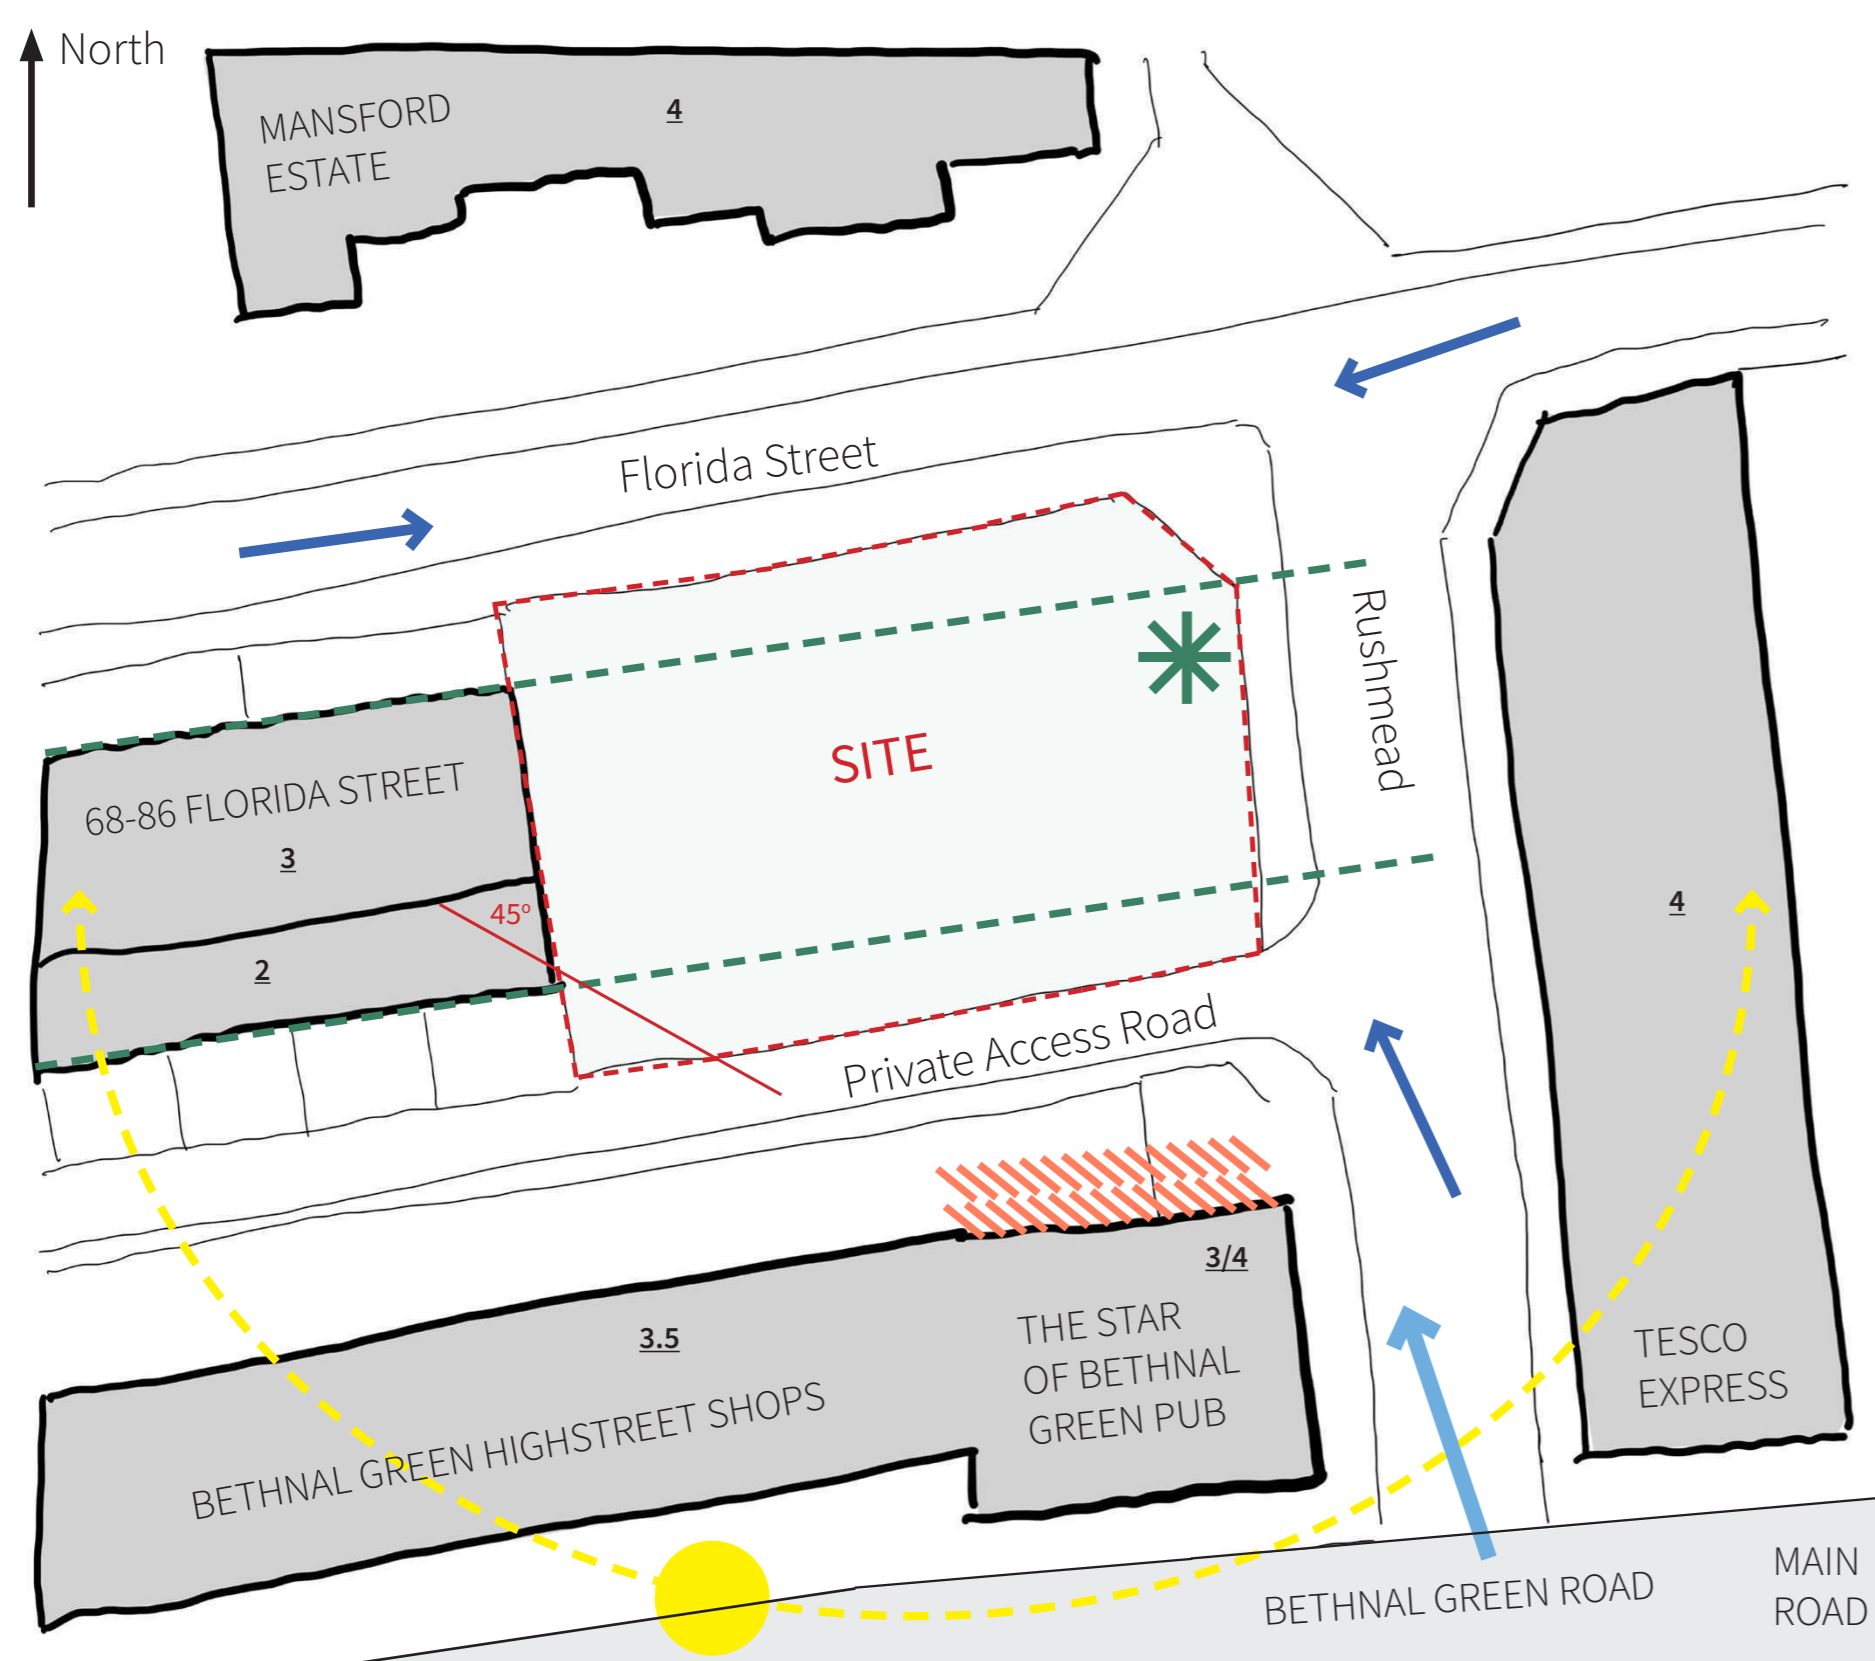 North
MANSFORD
ESTATE
4
Florida Street
Rushmead
SITE
68-86 FLORIDA STREET
3
45°
2
4
Private Access Road
3/4
3.5
THE STAR
OF BETHNAL
GREEN PUB
TESCO
EXPRESS
BETHNAL GREEN HIGHSTREET SHOPS
BETHNAL GREEN ROAD
MAIN
ROAD